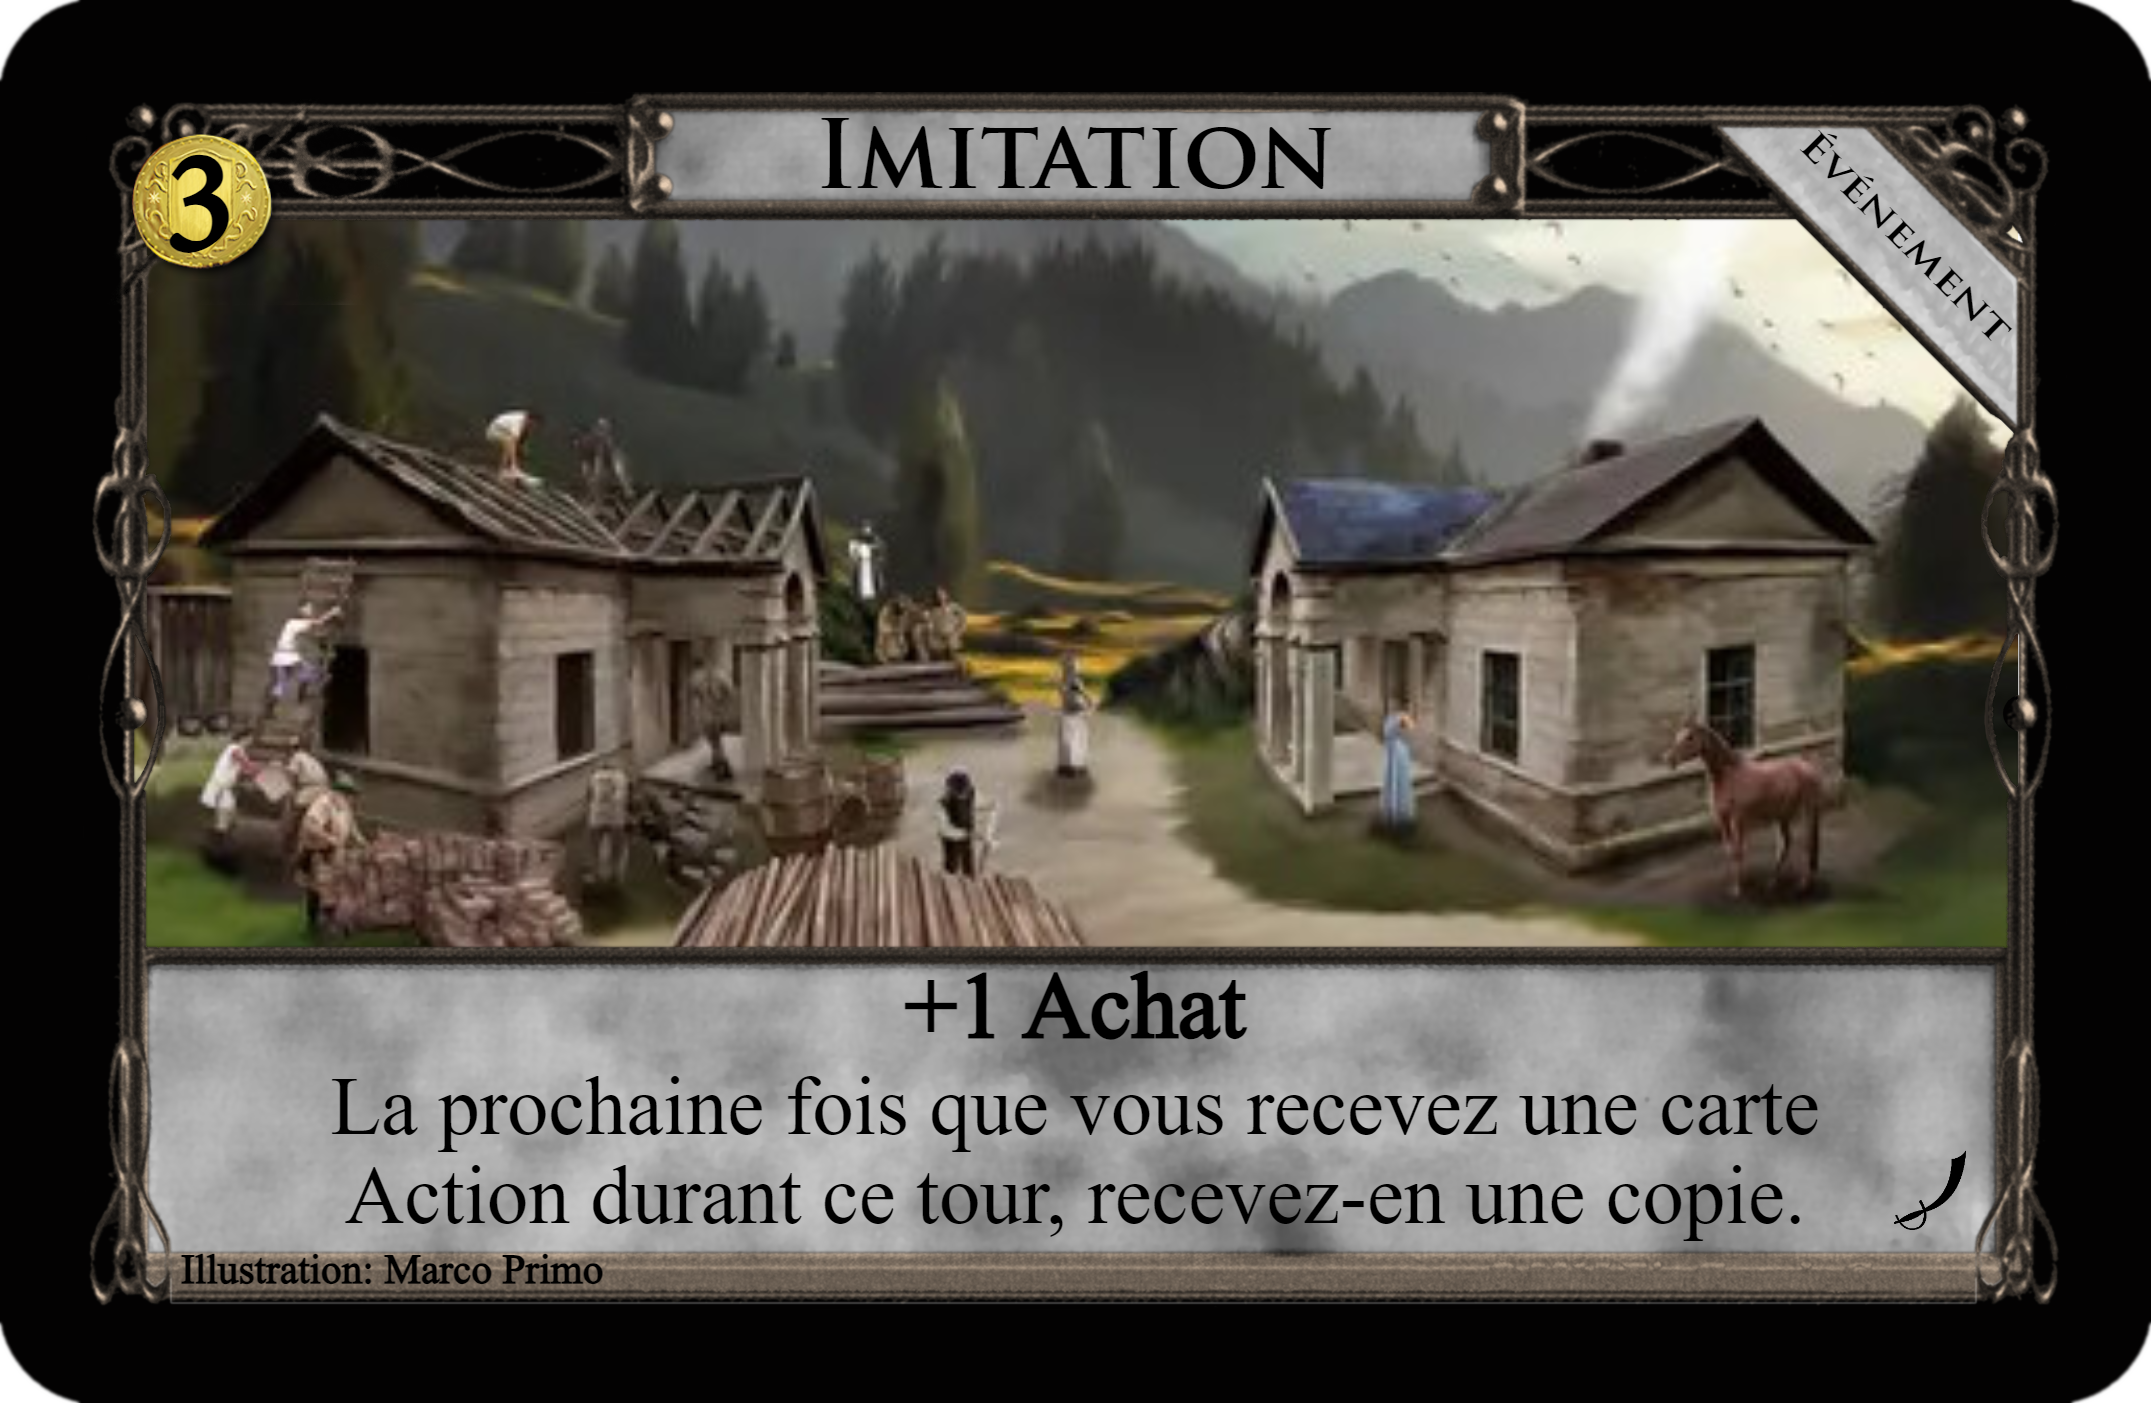 3
IMITATION
ÉVÉNEMENT
+1 Achat
La prochaine fois que vous recevez une carte
Action durant ce tour, recevez-en une copie.
Illustration: Marco Primo